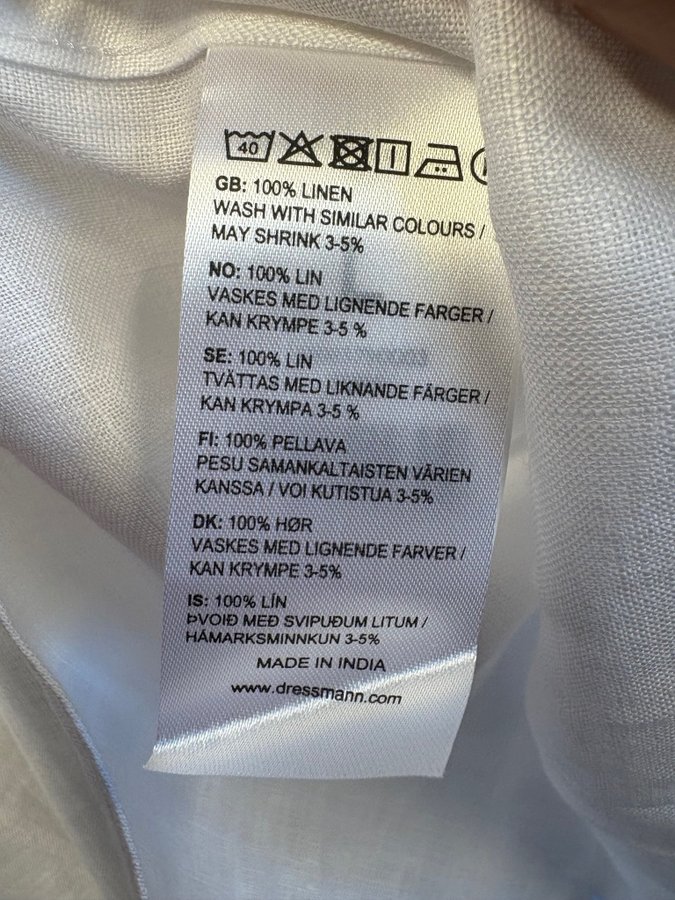 40
GB: 100% LINEN
WASH WITH SIMILAR COLOURS /
MAY SHRINK 3-5%
NO: 100% LIN
VASKES MED LIGNENDE FARGER /
KAN KRYMPE 3-5 %
SE: 100% LIN
TVÄTTAS MED LIKNANDE FÄRGER /
KAN KRYMPA 3-5 %
FI: 100% PELLAVA
PESU SAMANKALTAISTEN VÄRIEN
KANSSA / VOI KUTISTUA 3-5%
DK: 100% HØR
VASKES MED LIGNENDE FARVER /
KAN KRYMPE 3-5%
IS: 100% LÍN
ÞVOIÐ MEÐ SVIPUÐUM LITUM /
HÁMARKSMINNKUN 3-5%
MADE IN INDIA
www.dressmann.com